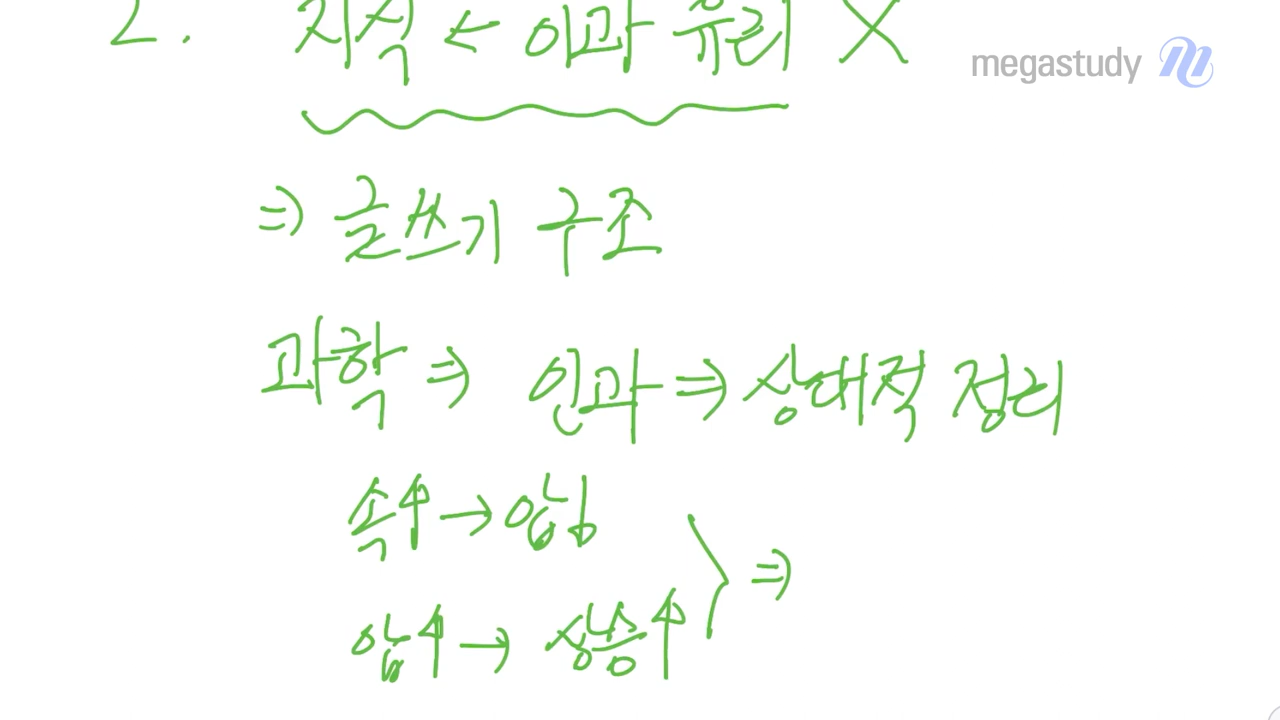 2. 지식 ← 이과 유리 X
megastudy
⇒ 글쓰기 구조
과학 ⇒ 인과 ⇒ 상대적 정리
속↑ → 압↓
압↑ → 상승↑ ⇒